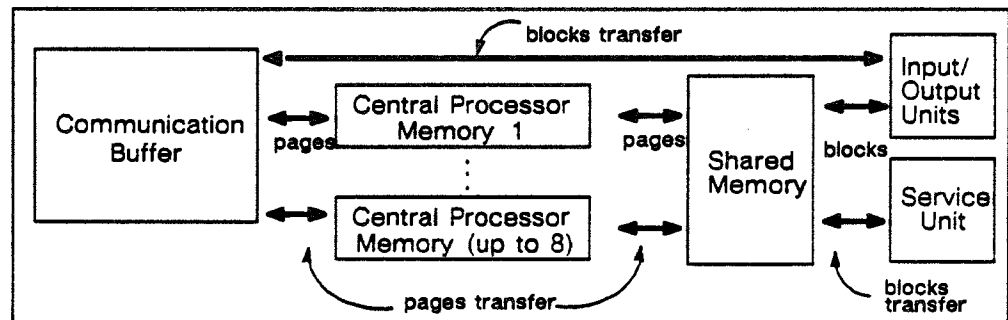 blocks transfer
Communication
Buffer
pages
Central Processor
Memory 1
pages
Shared
Memory
blocks
Input/
Output
Units
Central Processor
Memory (up to 8)
Service
Unit
pages transfer
blocks
transfer